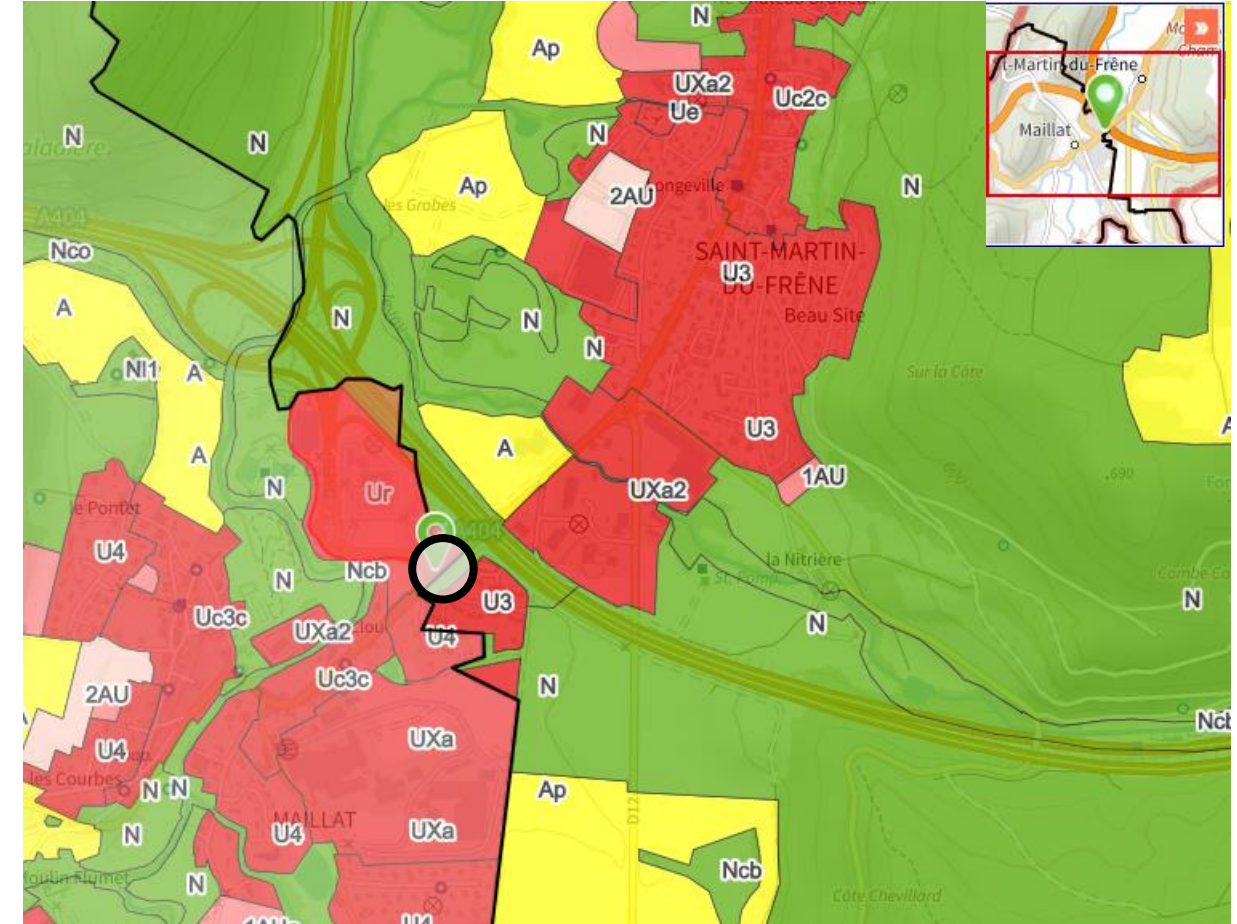 N
Ap
UXa2
Ue
Uc2c
St-Martin-du-Frêne
Maillat
»
N
N
N
N
Ap
les Grobes
2AU
SAINT-MARTIN-
DU-FRÊNE
U3
Beau Site
A404
Nco
A
N
N
N
Nl1
A
Sur la Côte
A
A
U3
Ur
N
UXa2
1AU
.690
le Pontet
A404
la Nitrière
St. Pomp.
U4
Ncb
N
U3
N
N
Uc3c
UXa2
U4
Uc3c
N
2AU
Ncb
UXa
U4
les Courbes
N
N
Ap
D12
N
MAILLAT
U4
UXa
Moulin Flumet
N
Ncb
Côte Chevillard
U4